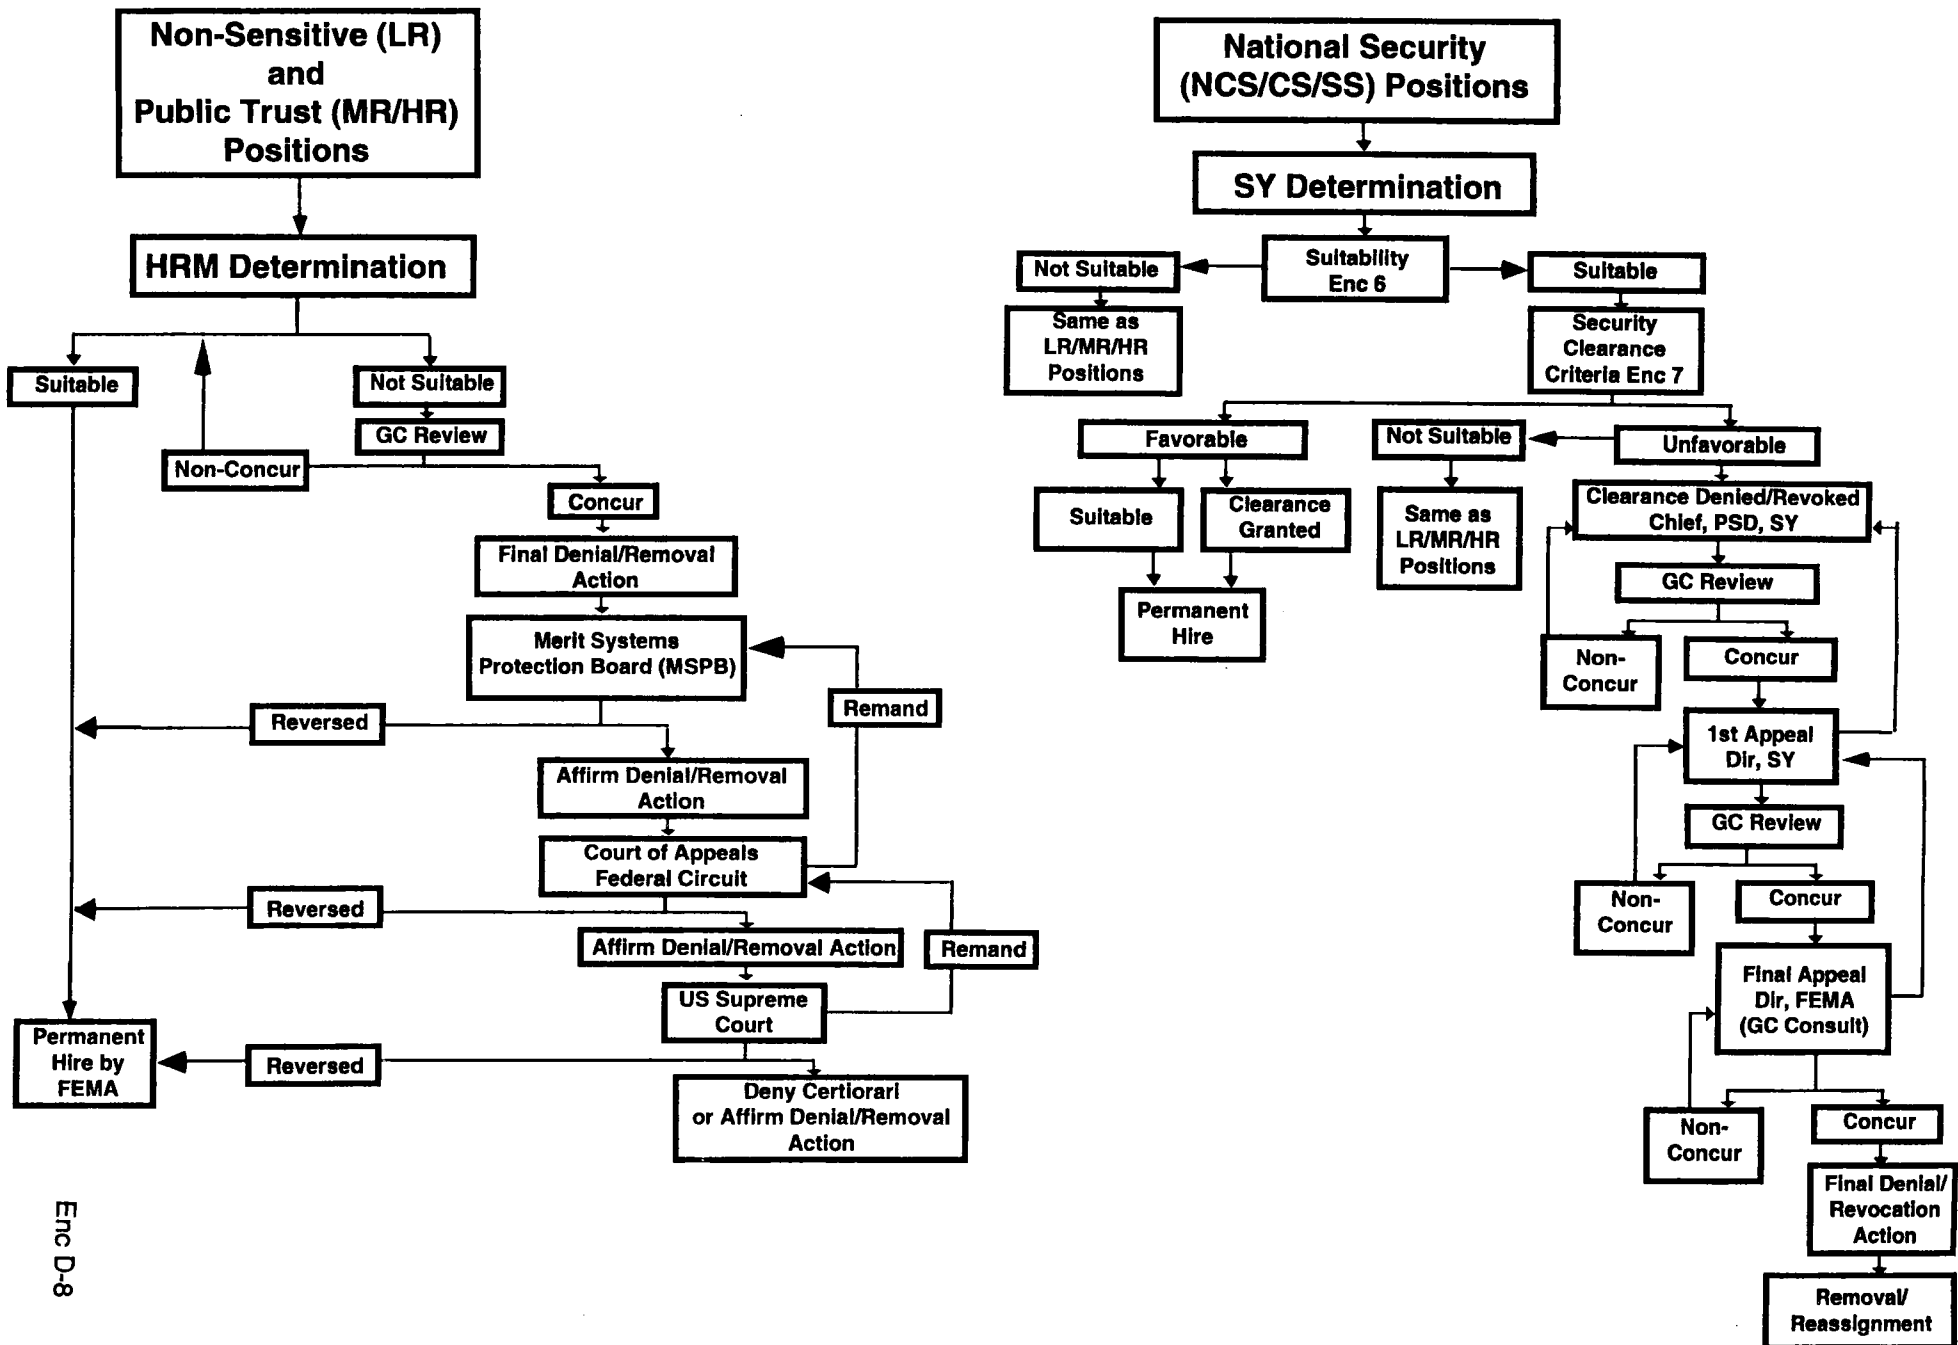 Non-Sensitive (LR)
and
Public Trust (MR/HR)
Positions
HRM Determination
Suitable
Not Suitable
GC Review
Non-Concur
Concur
Final Denial/Removal
Action
Merit Systems
Protection Board (MSPB)
Remand
Reversed
Affirm Denial/Removal
Action
Court of Appeals
Federal Circuit
Reversed
Affirm Denial/Removal Action
Remand
US Supreme
Court
Permanent
Hire by
FEMA
Reversed
Deny Certiorari
or Affirm Denial/Removal
Action
Enc D-8
National Security
(NCS/CS/SS) Positions
SY Determination
Suitability
Enc 6
Not Suitable
Suitable
Same as
LR/MR/HR
Positions
Security
Clearance
Criteria Enc 7
Favorable
Not Suitable
Unfavorable
Suitable
Clearance
Granted
Same as
LR/MR/HR
Positions
Clearance Denied/Revoked
Chief, PSD, SY
Permanent
Hire
GC Review
Non-
Concur
Concur
1st Appeal
Dir, SY
GC Review
Non-
Concur
Concur
Final Appeal
Dir, FEMA
(GC Consult)
Non-
Concur
Concur
Final Denial/
Revocation
Action
Removal/
Reassignment